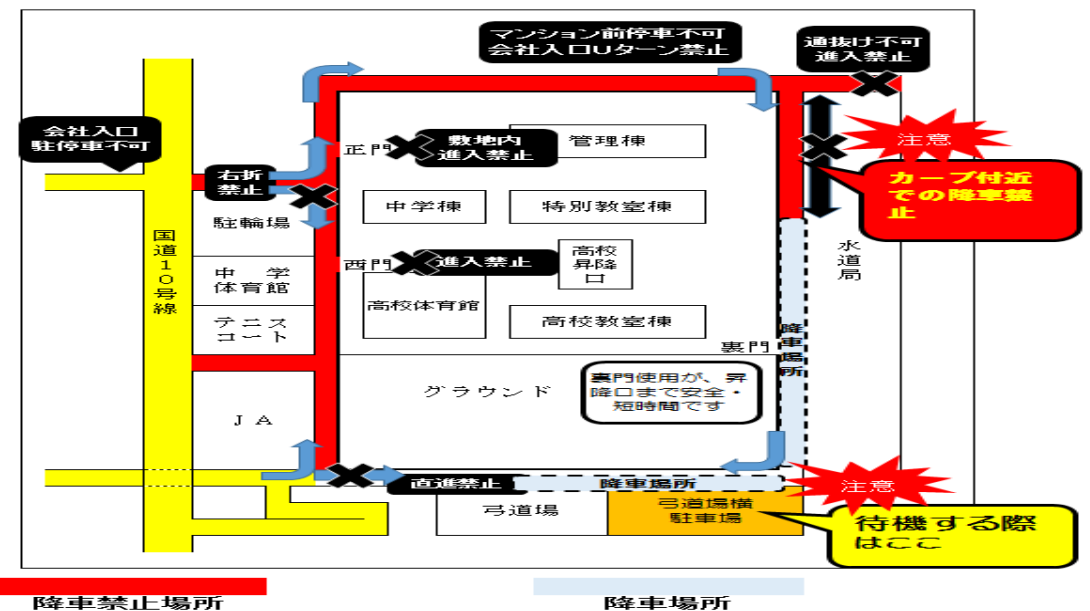 マンション前停車不可
会社入口Uターン禁止
通抜け不可
進入禁止
会社入口
駐停車不可
注意
正門
敷地内
進入禁止
管理棟
カーブ付近
での降車禁
止
右折
禁止
中学棟
特別教室棟
駐輪場
国道10号線
西門
進入禁止
高校
昇降
口
水道局
中 学
体育館
高校体育館
高校教室棟
テニス
コート
降車場所
裏門
グラウンド
裏門使用が、昇
降口まで安全・
短時間です
JA
直進禁止
降車場所
注意
弓道場
弓道場横
駐車場
待機する際
はここ
降車禁止場所
降車場所